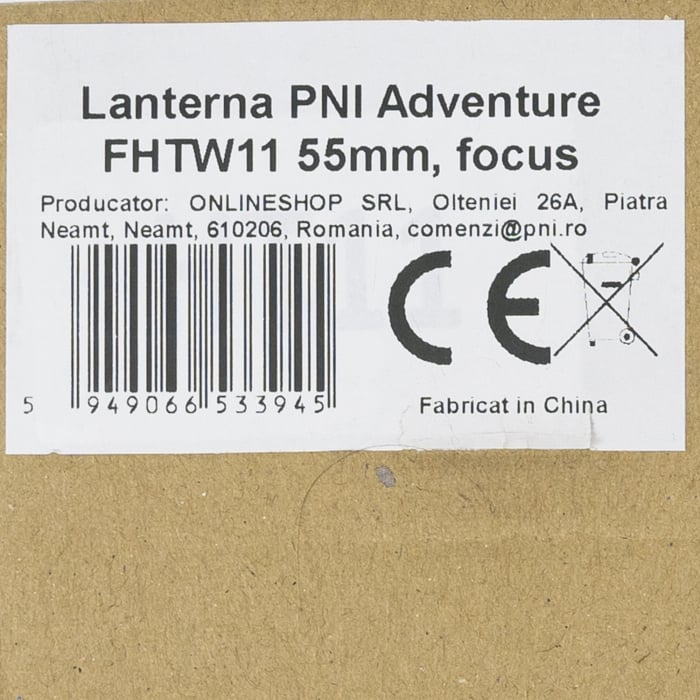 Lanterna PNI Adventure
FHTW11 55mm, focus
Producator: ONLINESHOP SRL, Olteniei 26A, Piatra
Neamt, Neamt, 610206, Romania, comenzi@pni.ro
CE
5 949066 533945
Fabricat in China